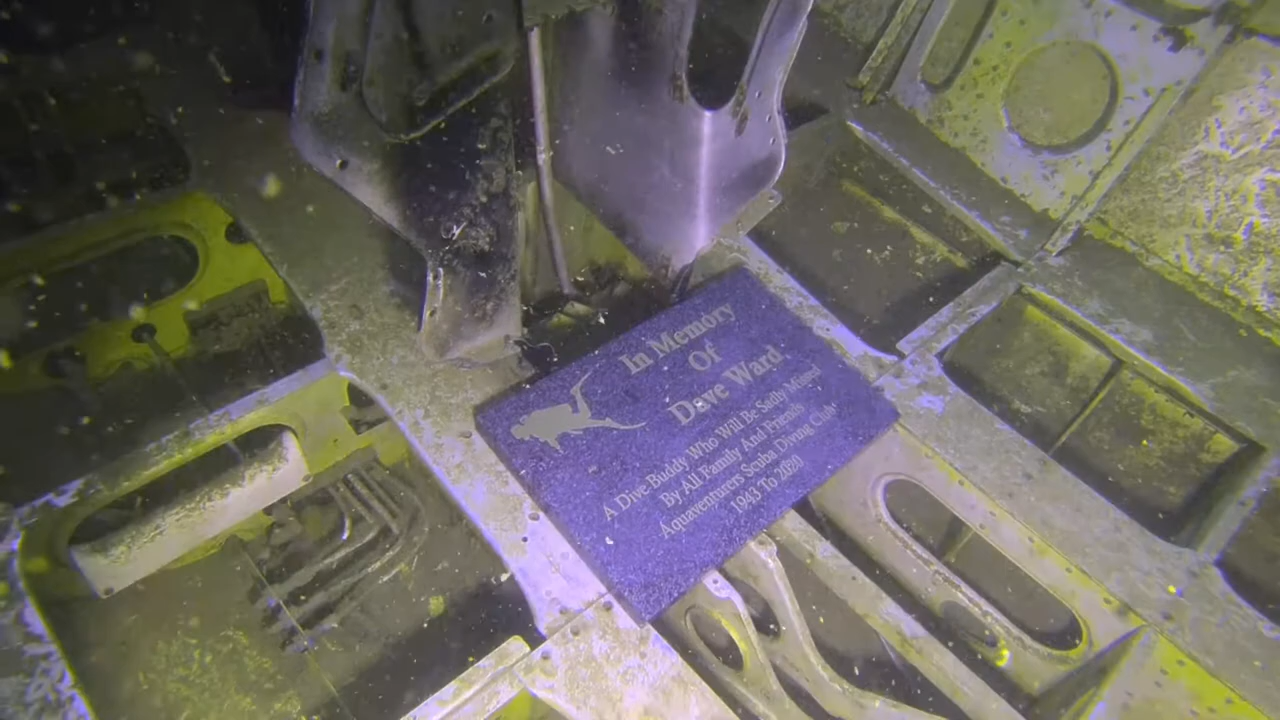 In Memory
Of
Dave Ward
A Dive Buddy Who Will Be Sadly Missed
By All Family And Friends
Aquaventurers Scuba Diving Club
1943 To 2020